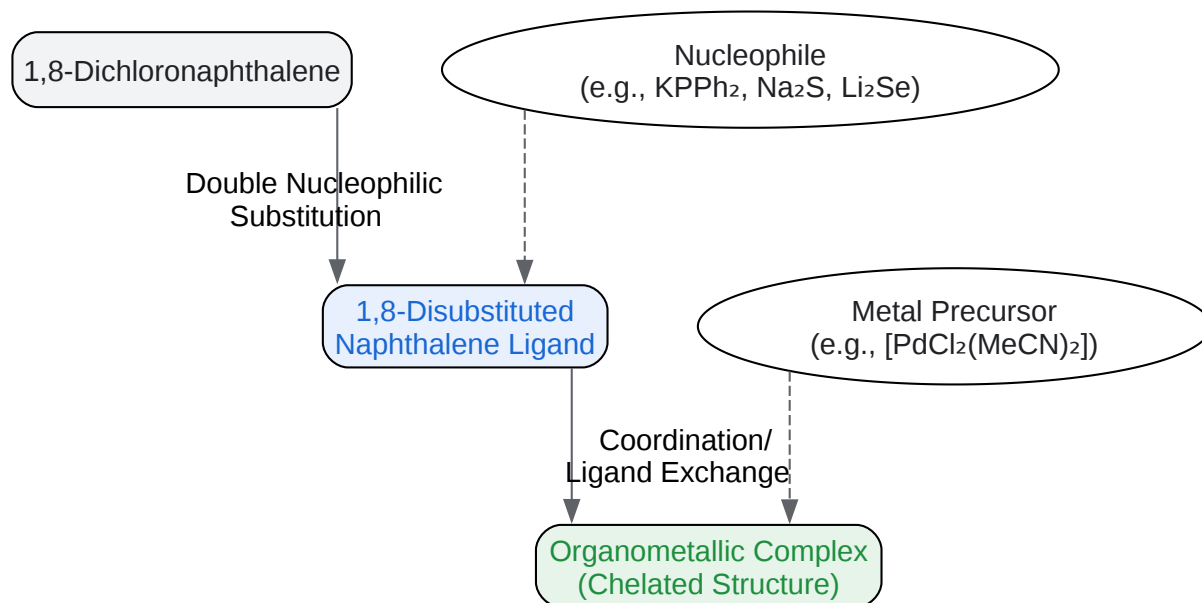 1,8-Dichloronaphthalene
Nucleophile
(e.g., KPPh₂, Na₂S, Li₂Se)
Double Nucleophilic
Substitution
1,8-Disubstituted
Naphthalene Ligand
Metal Precursor
(e.g., [PdCl₂(MeCN)₂])
Coordination/
Ligand Exchange
Organometallic Complex
(Chelated Structure)